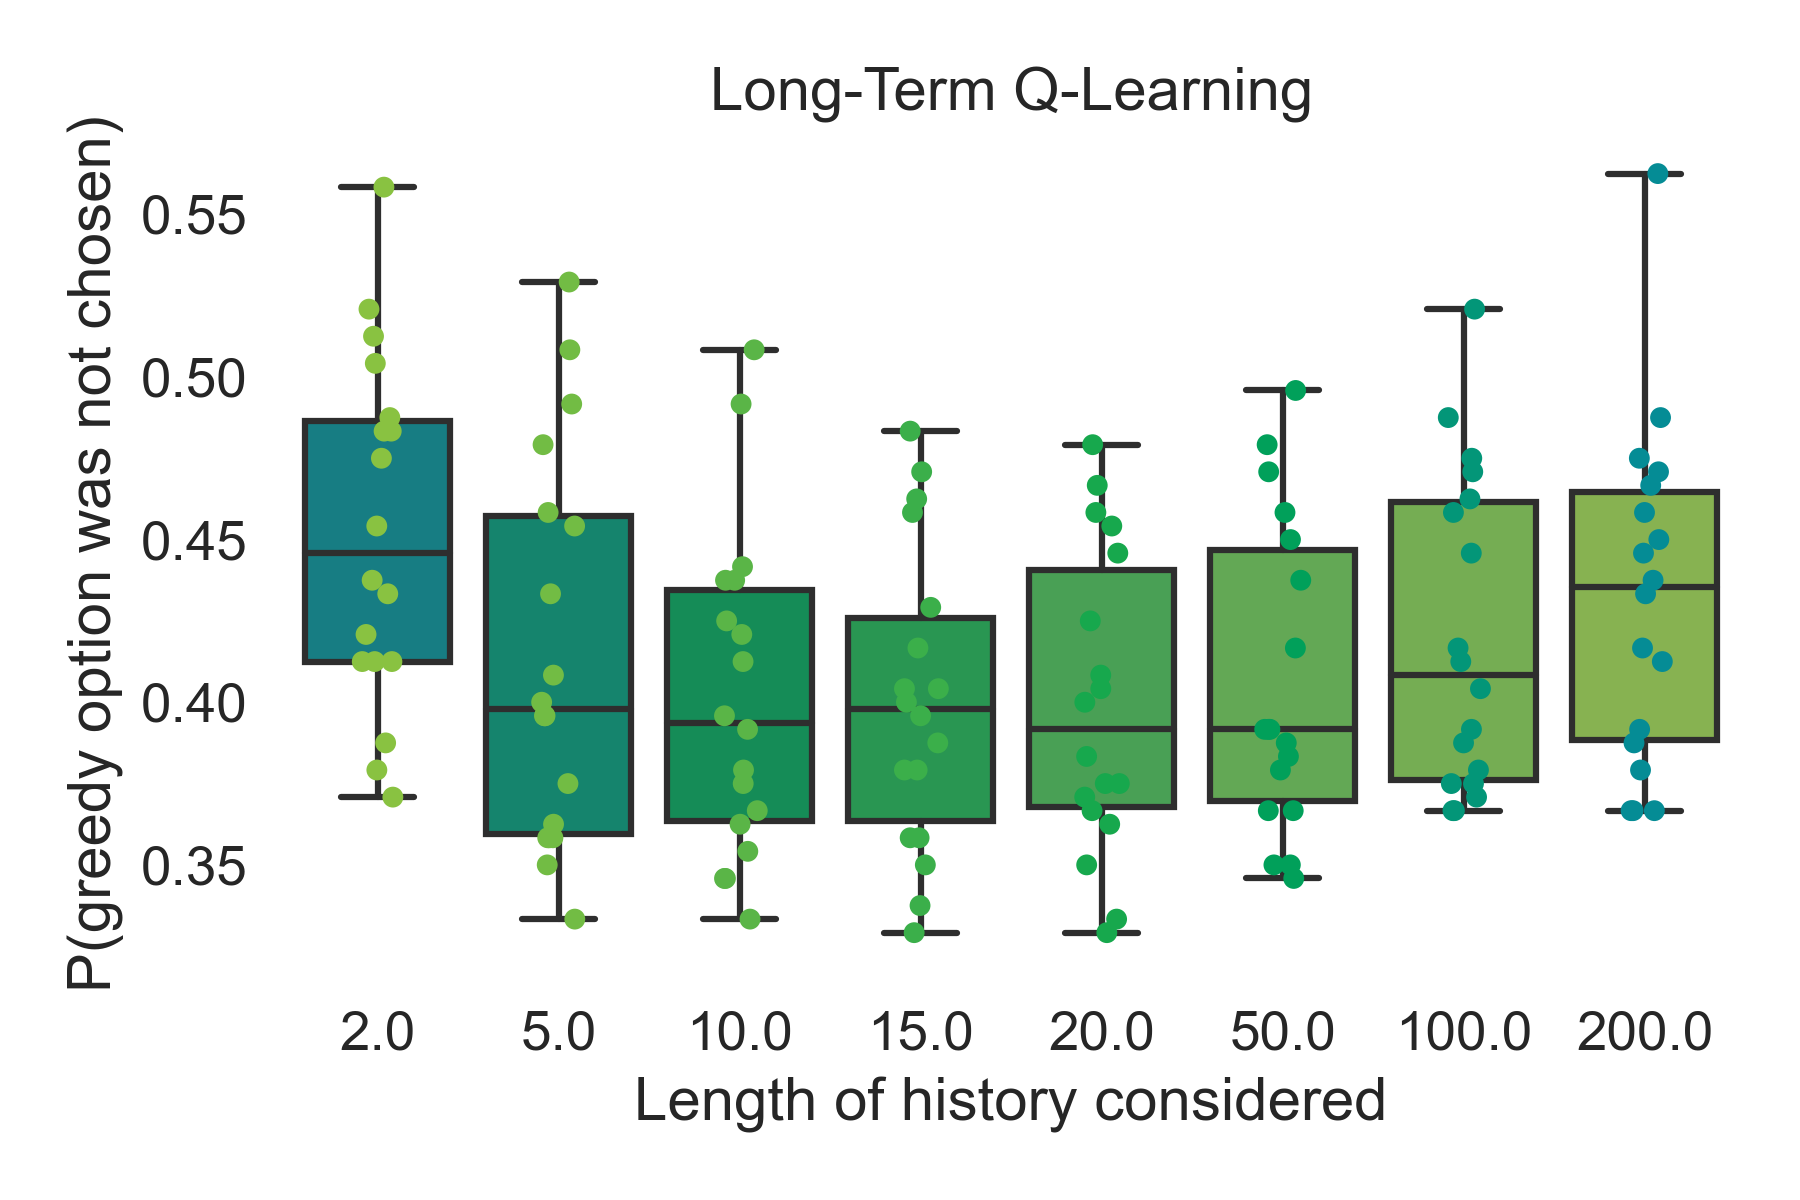 Long-Term Q-Learning
P(greedy option was not chosen)
0.55
0.50
0.45
0.40
0.35
2.0 5.0 10.0 15.0 20.0 50.0 100.0 200.0
Length of history considered